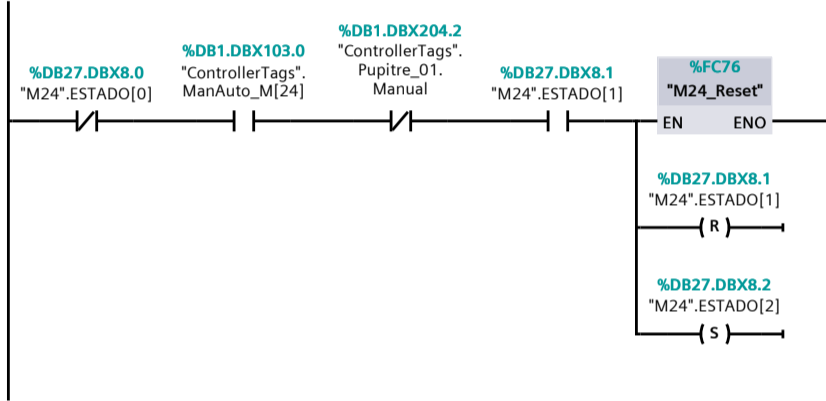 %DB27.DBX8.0
"M24".ESTADO[0]
%DB1.DBX103.0
"ControllerTags".
ManAuto_M[24]
%DB1.DBX204.2
"ControllerTags".
Pupitre_01.
Manual
%DB27.DBX8.1
"M24".ESTADO[1]
%FC76
"M24_Reset"
EN ENO
%DB27.DBX8.1
"M24".ESTADO[1]
R
%DB27.DBX8.2
"M24".ESTADO[2]
S